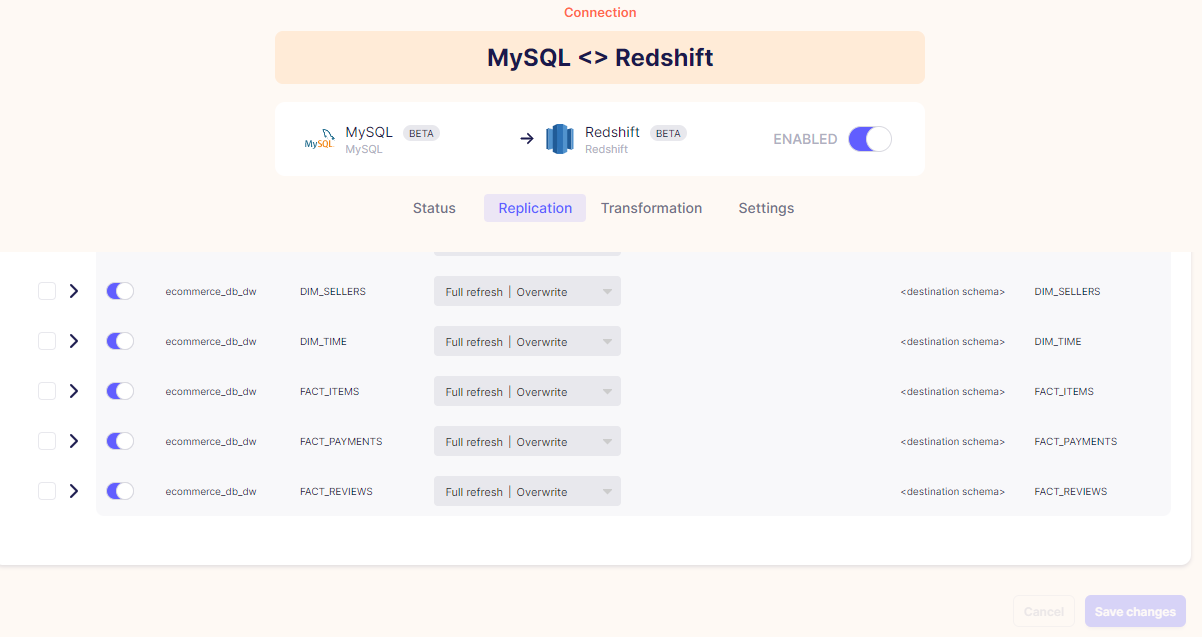 Connection
MySQL <> Redshift
MySQL MySQL BETA
MySQL
Redshift BETA
Redshift
ENABLED
Status Replication Transformation Settings
ecommerce_db_dw DIM_SELLERS Full refresh | Overwrite <destination schema> DIM_SELLERS
ecommerce_db_dw DIM_TIME Full refresh | Overwrite <destination schema> DIM_TIME
ecommerce_db_dw FACT_ITEMS Full refresh | Overwrite <destination schema> FACT_ITEMS
ecommerce_db_dw FACT_PAYMENTS Full refresh | Overwrite <destination schema> FACT_PAYMENTS
ecommerce_db_dw FACT_REVIEWS Full refresh | Overwrite <destination schema> FACT_REVIEWS
Cancel Save changes